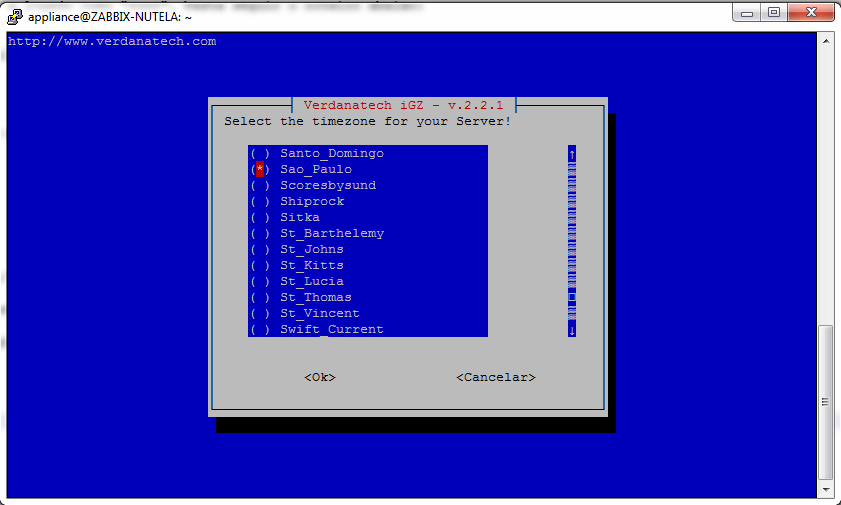 appliance@ZABBIX-NUTELA: ~
http://www.verdanatech.com
Verdanatech iGZ - v.2.2.1
Select the timezone for your Server!
( ) Santo_Domingo
(*) Sao_Paulo
( ) Scoresbysund
( ) Shiprock
( ) Sitka
( ) St_Barthelemy
( ) St_Johns
( ) St_Kitts
( ) St_Lucia
( ) St_Thomas
( ) St_Vincent
( ) Swift_Current
<Ok> <Cancelar>